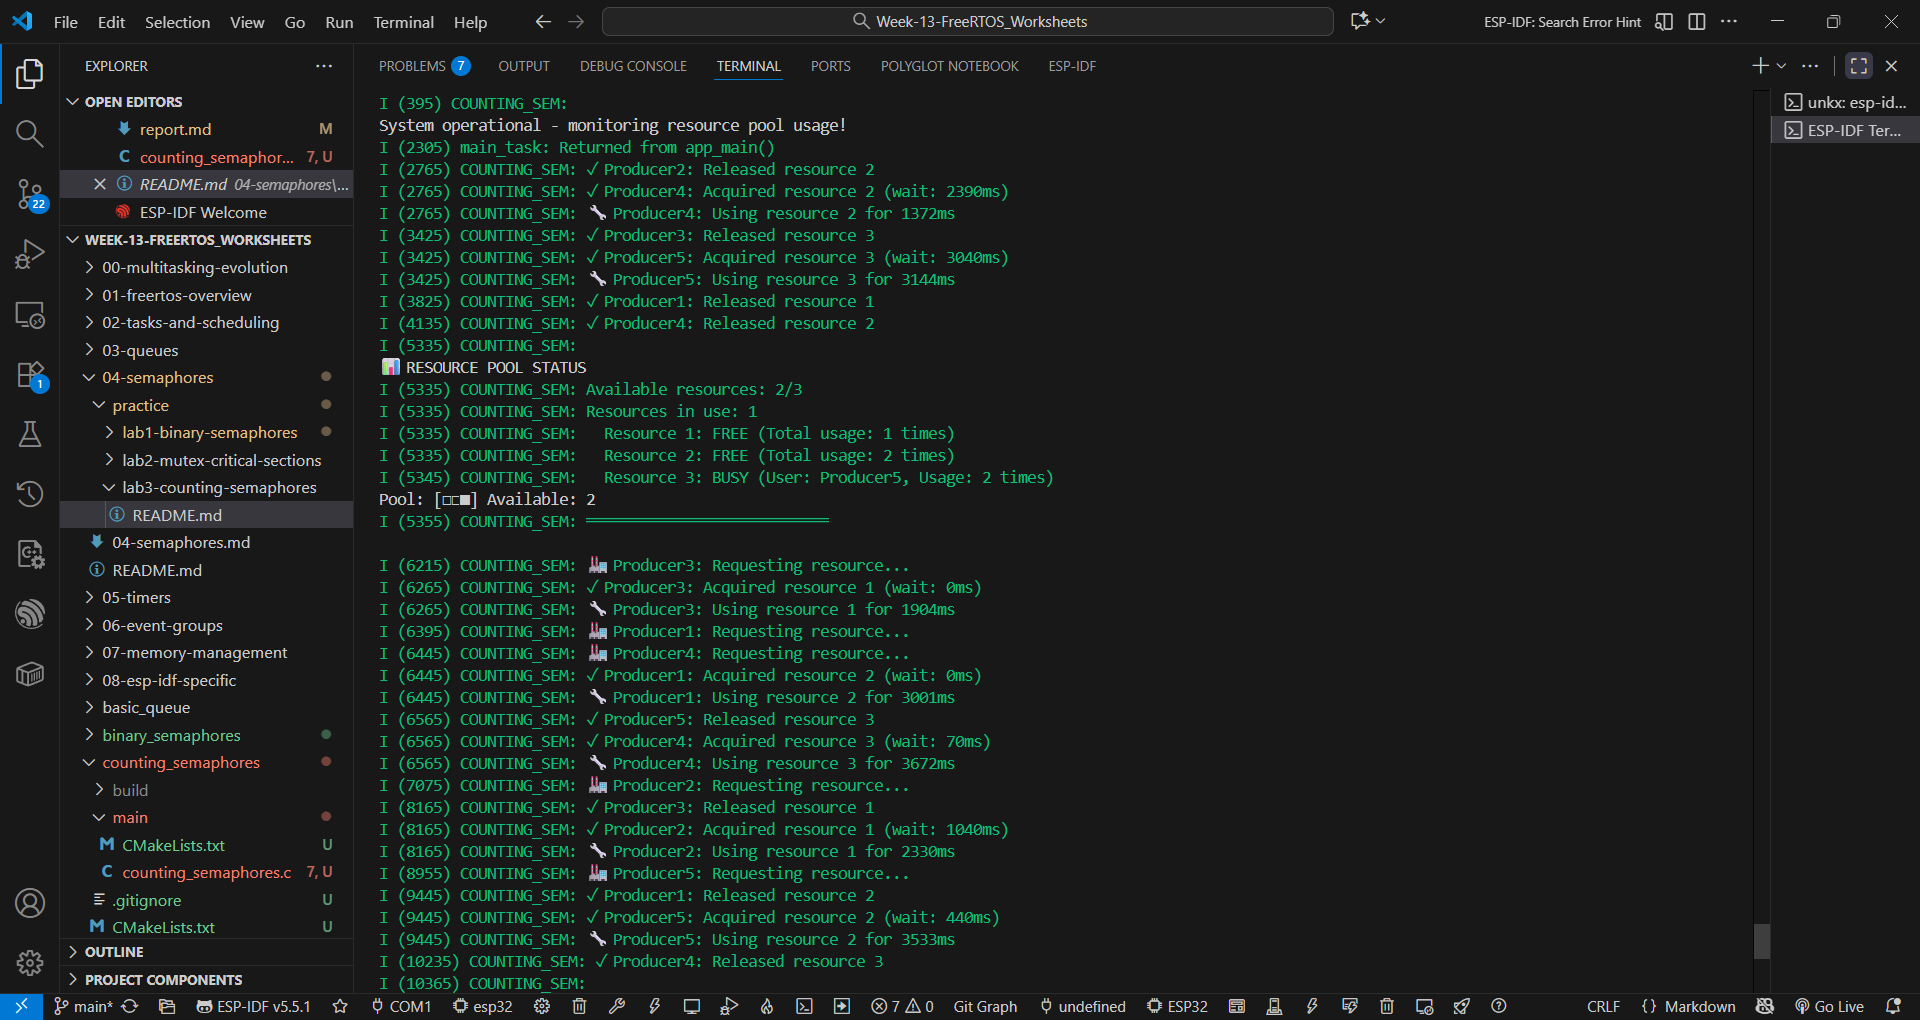 File Edit Selection View Go Run Terminal Help
Week-13-FreeRTOS_Worksheets
ESP-IDF: Search Error Hint
EXPLORER
OPEN EDITORS
report.md M
counting_semaphor... 7, U
README.md 04-semaphores\...
ESP-IDF Welcome
WEEK-13-FREERTOS_WORKSHEETS
00-multitasking-evolution
01-freertos-overview
02-tasks-and-scheduling
03-queues
04-semaphores
practice
lab1-binary-semaphores
lab2-mutex-critical-sections
lab3-counting-semaphores
README.md
04-semaphores.md
README.md
05-timers
06-event-groups
07-memory-management
08-esp-idf-specific
basic_queue
binary_semaphores
counting_semaphores
build
main
CMakeLists.txt U
counting_semaphores.c 7, U
.gitignore U
CMakeLists.txt U
OUTLINE
PROJECT COMPONENTS
22
1
PROBLEMS 7 OUTPUT DEBUG CONSOLE TERMINAL PORTS POLYGLOT NOTEBOOK ESP-IDF
I (395) COUNTING_SEM:
System operational - monitoring resource pool usage!
I (2305) main_task: Returned from app_main()
I (2765) COUNTING_SEM: ✓ Producer2: Released resource 2
I (2765) COUNTING_SEM: ✓ Producer4: Acquired resource 2 (wait: 2390ms)
I (2765) COUNTING_SEM: 🔧 Producer4: Using resource 2 for 1372ms
I (3425) COUNTING_SEM: ✓ Producer3: Released resource 3
I (3425) COUNTING_SEM: ✓ Producer5: Acquired resource 3 (wait: 3040ms)
I (3425) COUNTING_SEM: 🔧 Producer5: Using resource 3 for 3144ms
I (3825) COUNTING_SEM: ✓ Producer1: Released resource 1
I (4135) COUNTING_SEM: ✓ Producer4: Released resource 2
I (5335) COUNTING_SEM:
📊 RESOURCE POOL STATUS
I (5335) COUNTING_SEM: Available resources: 2/3
I (5335) COUNTING_SEM: Resources in use: 1
I (5335) COUNTING_SEM:   Resource 1: FREE (Total usage: 1 times)
I (5335) COUNTING_SEM:   Resource 2: FREE (Total usage: 2 times)
I (5345) COUNTING_SEM:   Resource 3: BUSY (User: Producer5, Usage: 2 times)
Pool: [□□■] Available: 2
I (5355) COUNTING_SEM: ═══════════════════════════
I (6215) COUNTING_SEM: 🏭 Producer3: Requesting resource...
I (6265) COUNTING_SEM: ✓ Producer3: Acquired resource 1 (wait: 0ms)
I (6265) COUNTING_SEM: 🔧 Producer3: Using resource 1 for 1904ms
I (6395) COUNTING_SEM: 🏭 Producer1: Requesting resource...
I (6445) COUNTING_SEM: 🏭 Producer4: Requesting resource...
I (6445) COUNTING_SEM: ✓ Producer1: Acquired resource 2 (wait: 0ms)
I (6445) COUNTING_SEM: 🔧 Producer1: Using resource 2 for 3001ms
I (6565) COUNTING_SEM: ✓ Producer5: Released resource 3
I (6565) COUNTING_SEM: ✓ Producer4: Acquired resource 3 (wait: 70ms)
I (6565) COUNTING_SEM: 🔧 Producer4: Using resource 3 for 3672ms
I (7075) COUNTING_SEM: 🏭 Producer2: Requesting resource...
I (8165) COUNTING_SEM: ✓ Producer3: Released resource 1
I (8165) COUNTING_SEM: ✓ Producer2: Acquired resource 1 (wait: 1040ms)
I (8165) COUNTING_SEM: 🔧 Producer2: Using resource 1 for 2330ms
I (8955) COUNTING_SEM: 🏭 Producer5: Requesting resource...
I (9445) COUNTING_SEM: ✓ Producer1: Released resource 2
I (9445) COUNTING_SEM: ✓ Producer5: Acquired resource 2 (wait: 440ms)
I (9445) COUNTING_SEM: 🔧 Producer5: Using resource 2 for 3533ms
I (10235) COUNTING_SEM: ✓ Producer4: Released resource 3
I (10365) COUNTING_SEM:
unkx: esp-id...
ESP-IDF Ter...
main* ESP-IDF v5.5.1 COM1 esp32 7 0 Git Graph undefined ESP32 CRLF {} Markdown Go Live